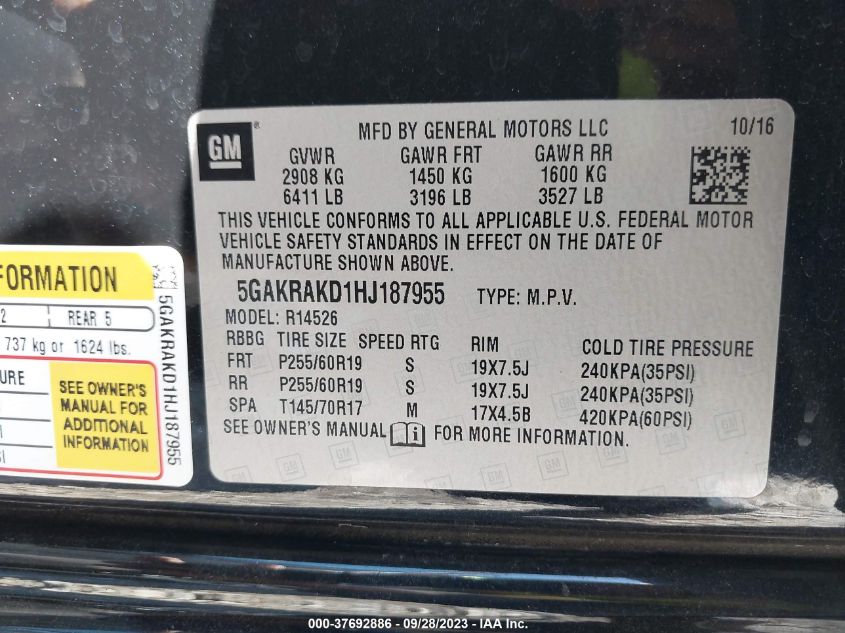 GM
MFD BY GENERAL MOTORS LLC 10/16
GVWR GAWR FRT GAWR RR
2908 KG 1450 KG 1600 KG
6411 LB 3196 LB 3527 LB
THIS VEHICLE CONFORMS TO ALL APPLICABLE U.S. FEDERAL MOTOR
VEHICLE SAFETY STANDARDS IN EFFECT ON THE DATE OF
MANUFACTURE SHOWN ABOVE.
5GAKRAKD1HJ187955 TYPE: M.P.V.
MODEL: R14526
RBBG TIRE SIZE SPEED RTG RIM COLD TIRE PRESSURE
FRT P255/60R19 S 19X7.5J 240KPA(35PSI)
RR P255/60R19 S 19X7.5J 240KPA(35PSI)
SPA T145/70R17 M 17X4.5B 420KPA(60PSI)
SEE OWNER'S MANUAL FOR MORE INFORMATION.
FORMATION
2 REAR 5
737 kg or 1624 lbs.
URE
SEE OWNER'S
MANUAL FOR
ADDITIONAL
INFORMATION
5GAKRAKD1HJ187955
000-37692886 - 09/28/2023 - IAA Inc.